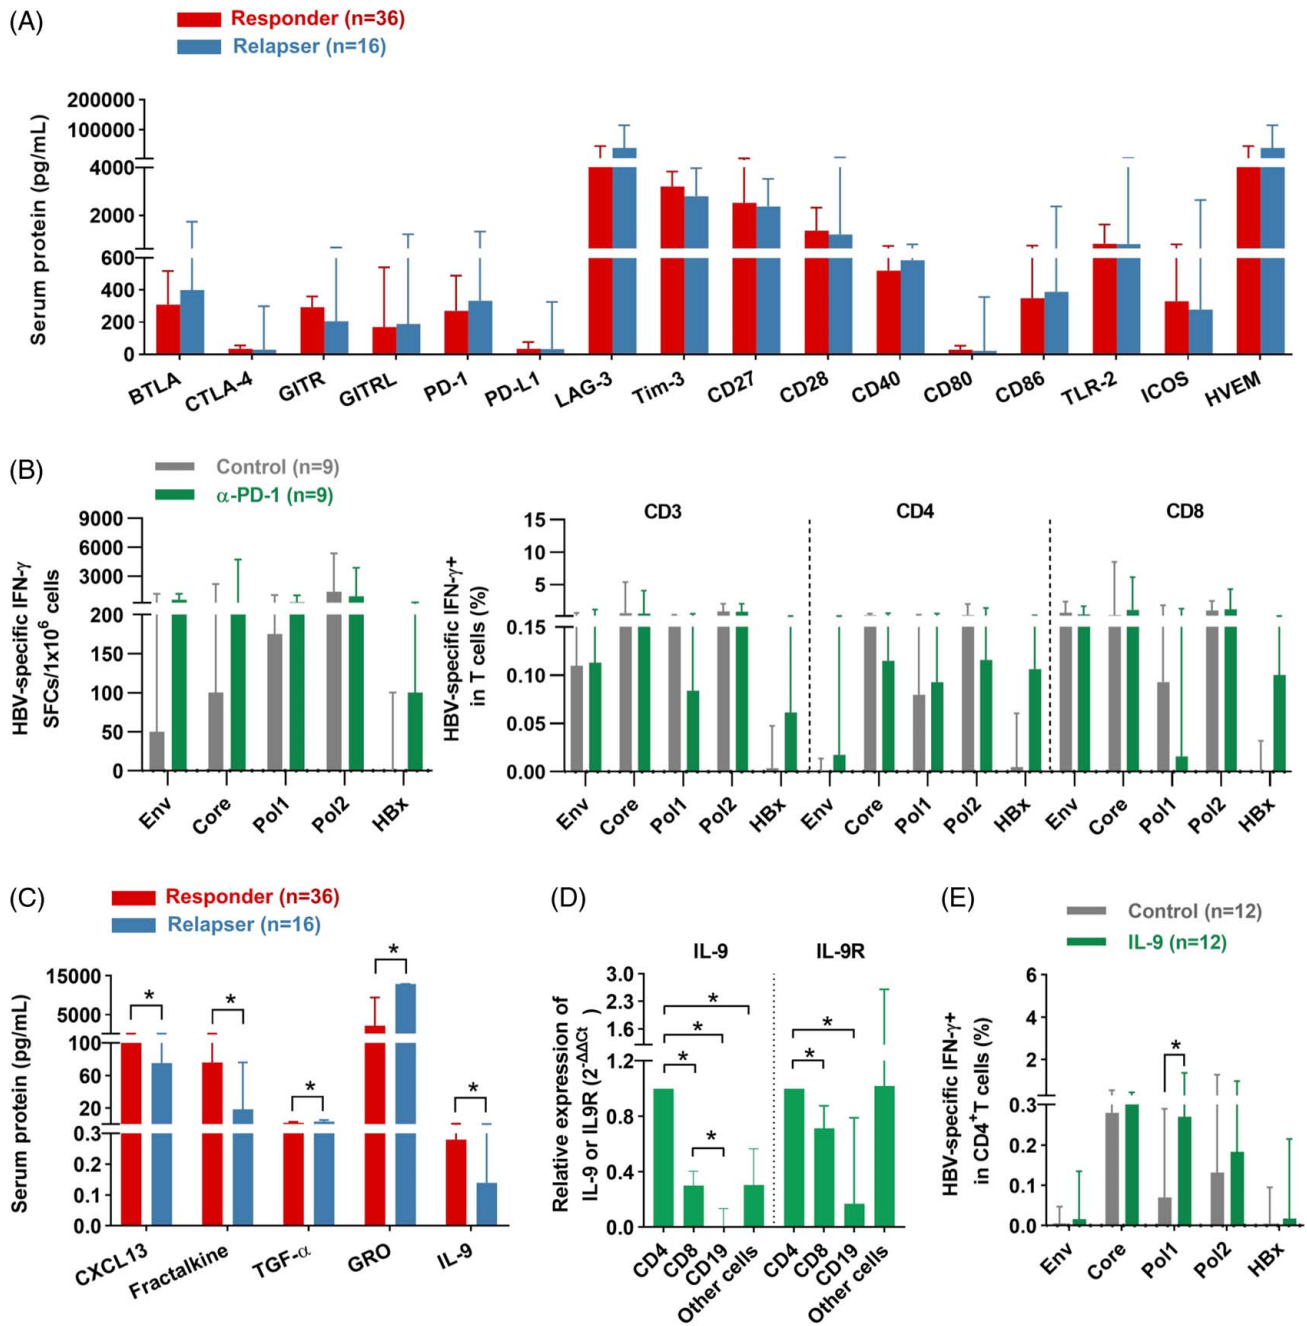 (A)
Responder (n=36)
Relapser (n=16)
Serum protein (pg/mL)
200000
100000
4000
2000
600
400
200
0
BTLA CTLA-4 GITR GITRL PD-1 PD-L1 LAG-3 Tim-3 CD27 CD28 CD40 CD80 CD86 TLR-2 ICOS HVEM
(B)
Control (n=9)
α-PD-1 (n=9)
HBV-specific IFN-γ
SFCs/1x10⁶ cells
9000
6000
3000
200
150
100
50
0
Env Core Pol1 Pol2 HBx
HBV-specific IFN-γ+
in T cells (%)
CD3 CD4 CD8
15
10
5
0.15
0.10
0.05
0.00
Env Core Pol1 Pol2 HBx Env Core Pol1 Pol2 HBx Env Core Pol1 Pol2 HBx
(C)
Responder (n=36)
Relapser (n=16)
Serum protein (pg/mL)
15000
5000
100
60
20
0.3
0.2
0.1
0.0
* * * * *
CXCL13 Fractalkine TGF-α GRO IL-9
(D)
IL-9 IL-9R
Relative expression of
IL-9 or IL9R (2^-ΔΔCt)
3.0
2.3
1.6
1.2
0.8
0.4
0.0
* * * * * *
CD4 CD8 CD19 Other cells CD4 CD8 CD19 Other cells
(E)
Control (n=12)
IL-9 (n=12)
HBV-specific IFN-γ+
in CD4⁺T cells (%)
6
4
2
0.3
0.2
0.1
0.0
*
Env Core Pol1 Pol2 HBx